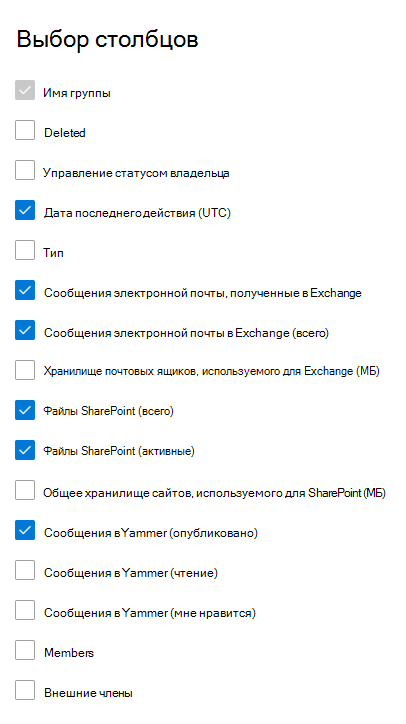 Выбор столбцов
Имя группы
Deleted
Управление статусом владельца
Дата последнего действия (UTC)
Тип
Сообщения электронной почты, полученные в Exchange
Сообщения электронной почты в Exchange (всего)
Хранилище почтовых ящиков, используемого для Exchange (МБ)
Файлы SharePoint (всего)
Файлы SharePoint (активные)
Общее хранилище сайтов, используемого для SharePoint (МБ)
Сообщения в Yammer (опубликовано)
Сообщения в Yammer (чтение)
Сообщения в Yammer (мне нравится)
Members
Внешние члены